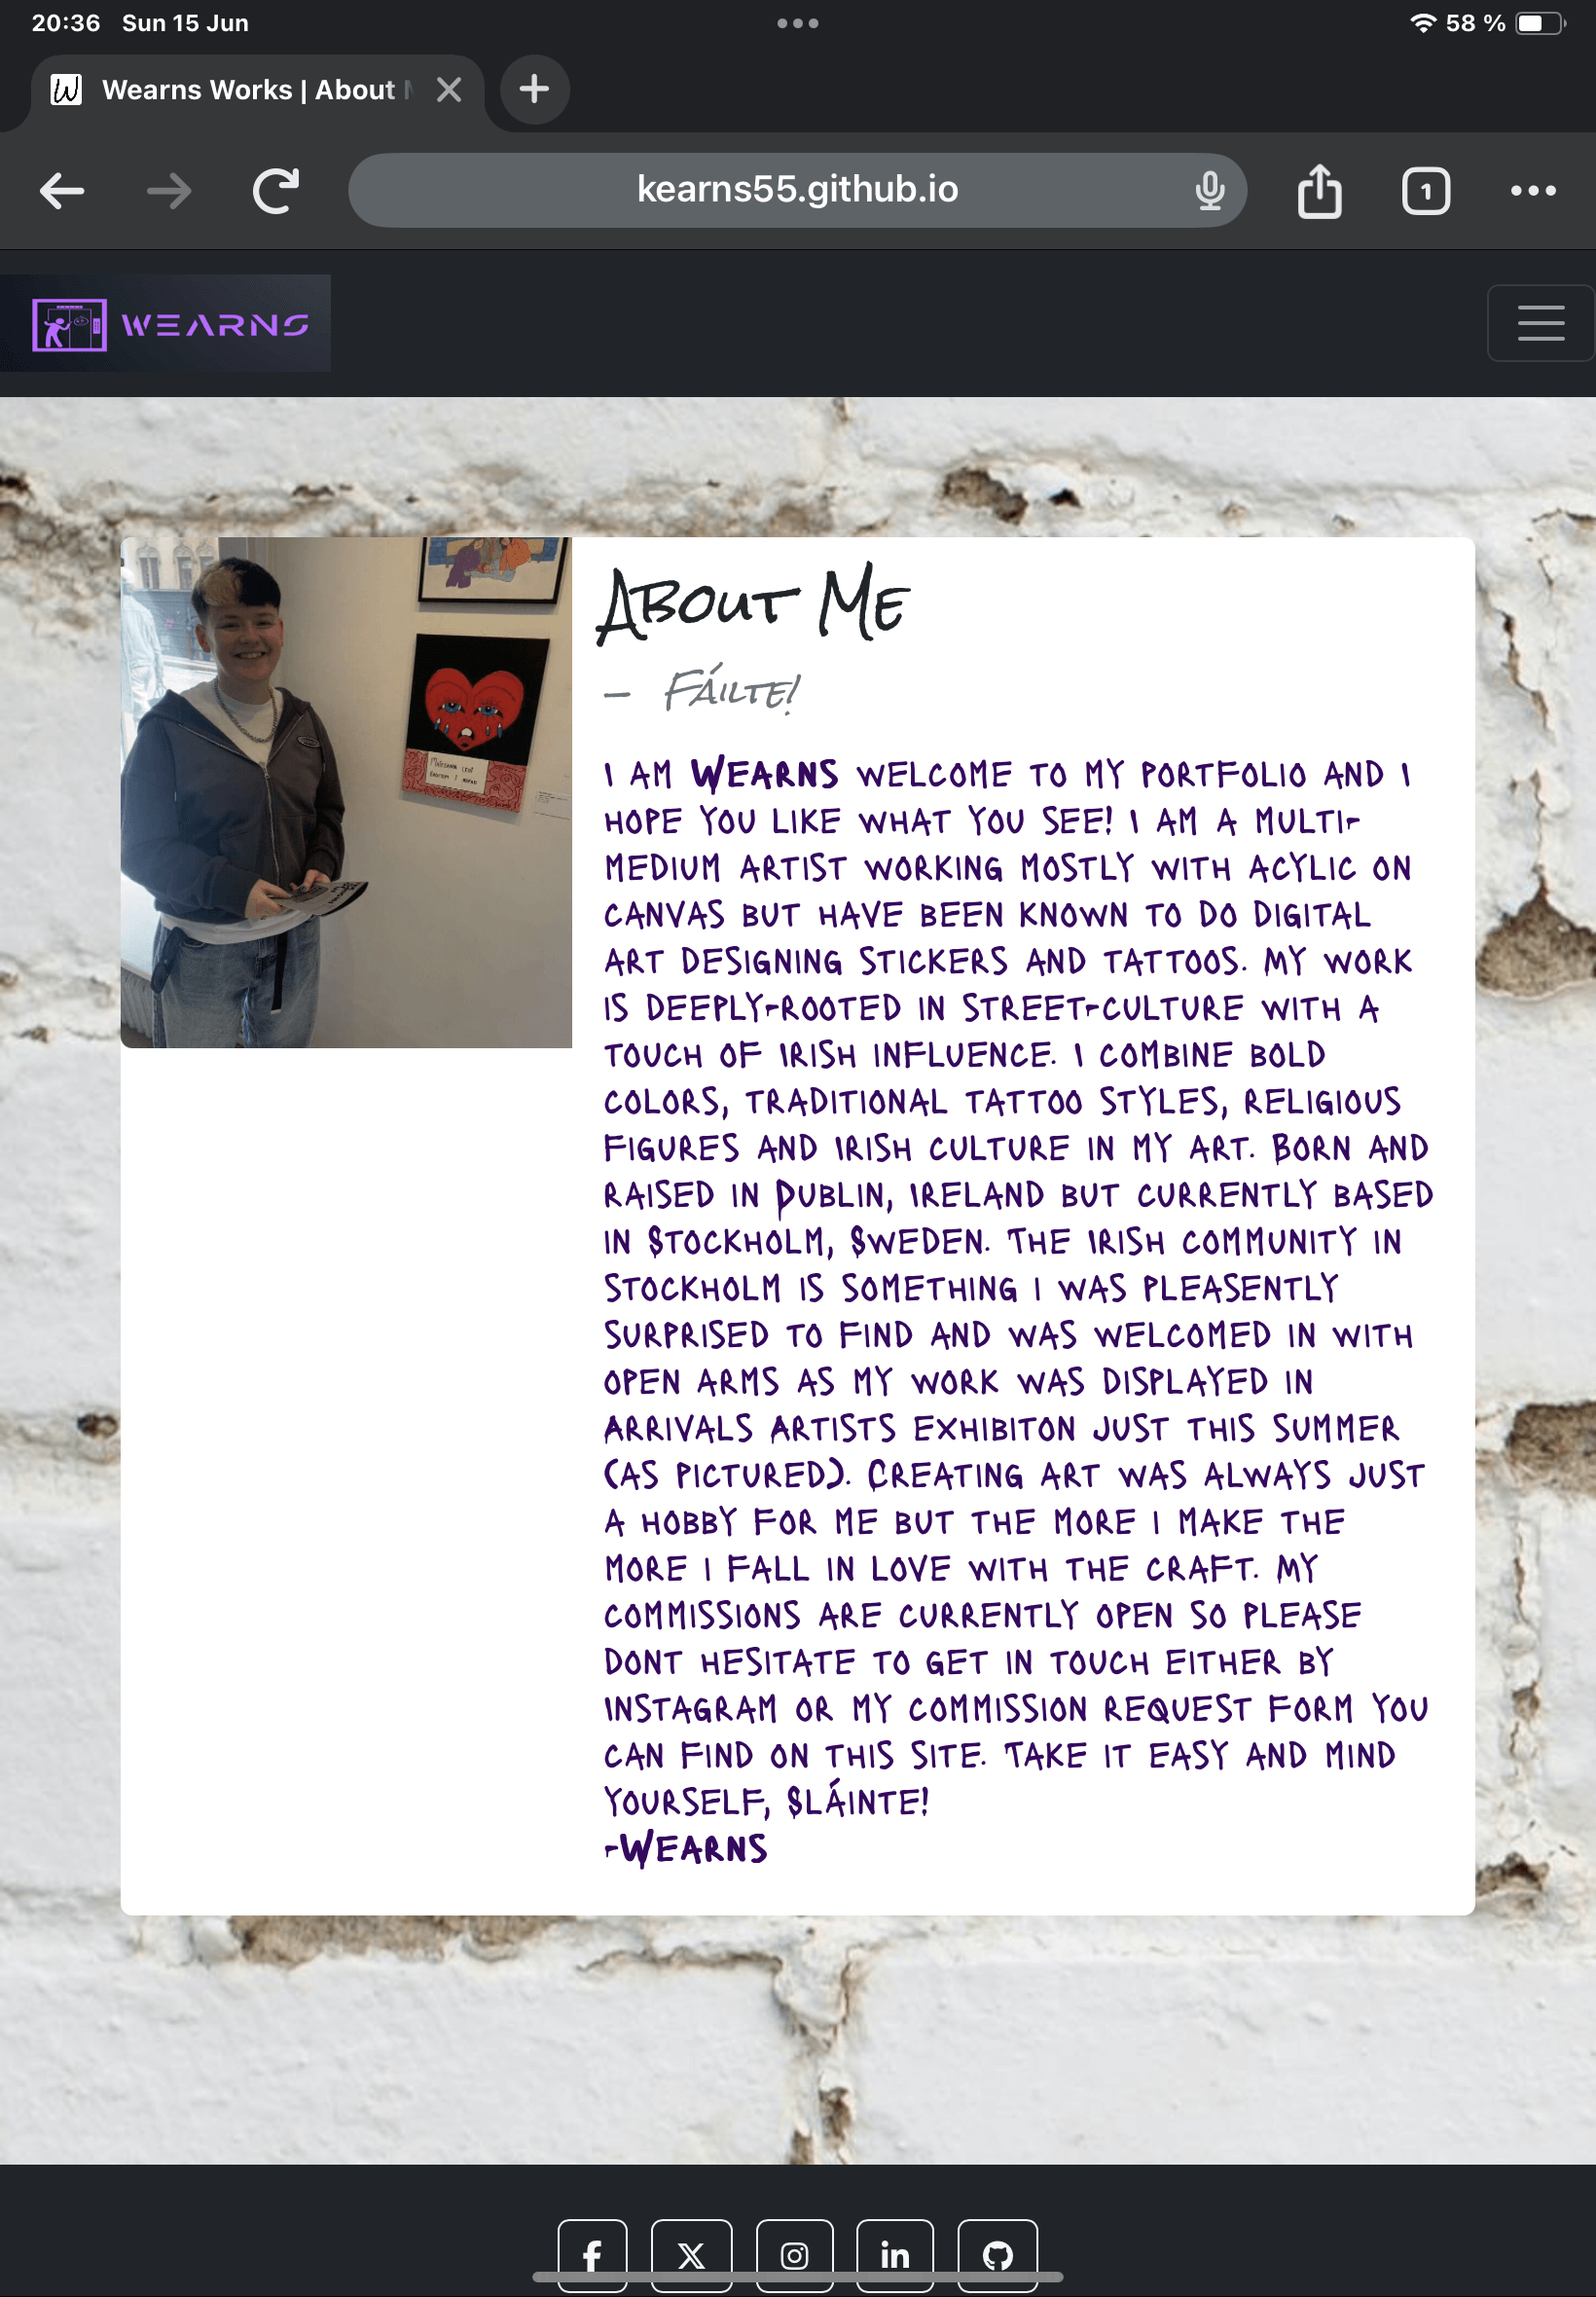 20:36 Sun 15 Jun
58 %
Wearns Works | About
kearns55.github.io
1
WEARNS
About Me
- Fáilte!
I am Wearns welcome to my portfolio and I
hope you like what you see! I am a multi-
medium artist working mostly with acylic on
canvas but have been known to do digital
art designing stickers and tattoos. My work
is deeply-rooted in street-culture with a
touch of Irish influence. I combine bold
colors, traditional tattoo styles, religious
figures and Irish culture in my art. Born and
raised in Dublin, Ireland but currently based
in Stockholm, Sweden. The Irish community in
stockholm is something I was pleasently
surprised to find and was welcomed in with
open arms as my work was displayed in
Arrivals Artists exhibiton just this summer
(as pictured). Creating art was always just
a hobby for me but the more I make the
more I fall in love with the craft. My
commissions are currently open so please
dont hesitate to get in touch either by
instagram or my commission request form you
can find on this site. Take it easy and mind
yourself, Sláinte!
-Wearns